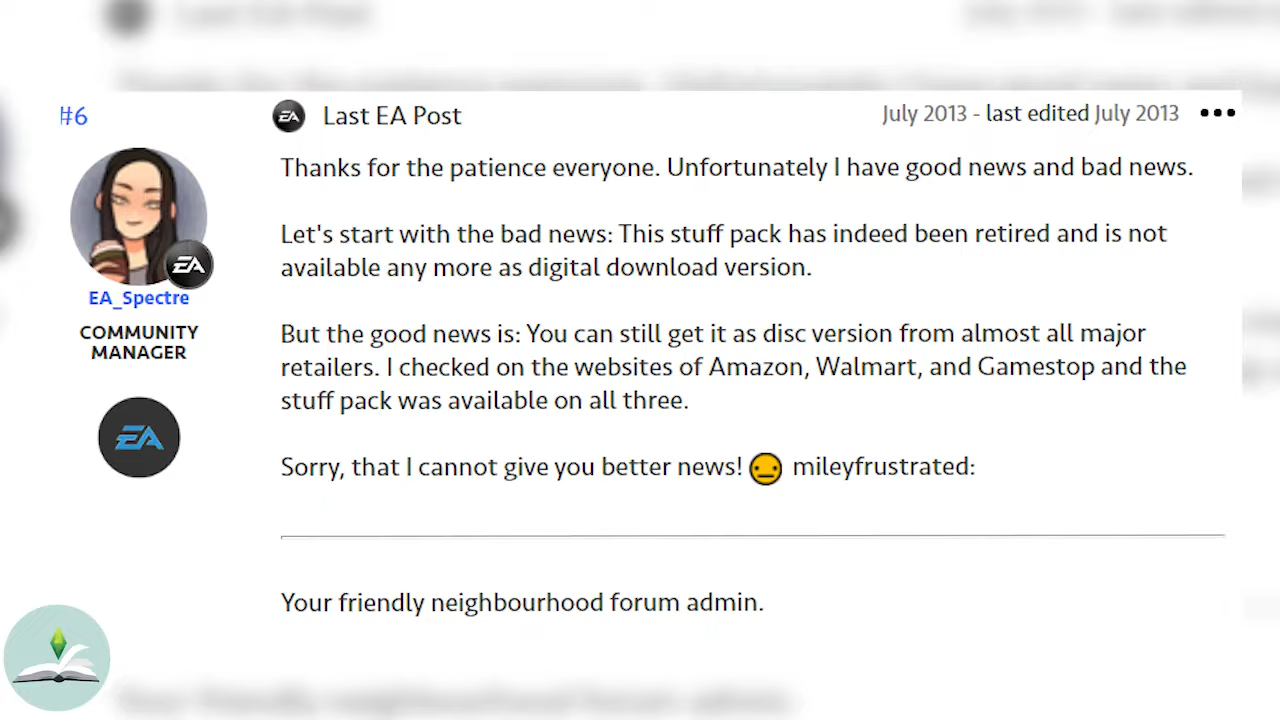 #6
EA Last EA Post
July 2013 - last edited July 2013
Thanks for the patience everyone. Unfortunately I have good news and bad news.
Let's start with the bad news: This stuff pack has indeed been retired and is not
available any more as digital download version.
EA
EA_Spectre
COMMUNITY
MANAGER
But the good news is: You can still get it as disc version from almost all major
retailers. I checked on the websites of Amazon, Walmart, and Gamestop and the
stuff pack was available on all three.
EA
Sorry, that I cannot give you better news! mileyfrustrated:
Your friendly neighbourhood forum admin.